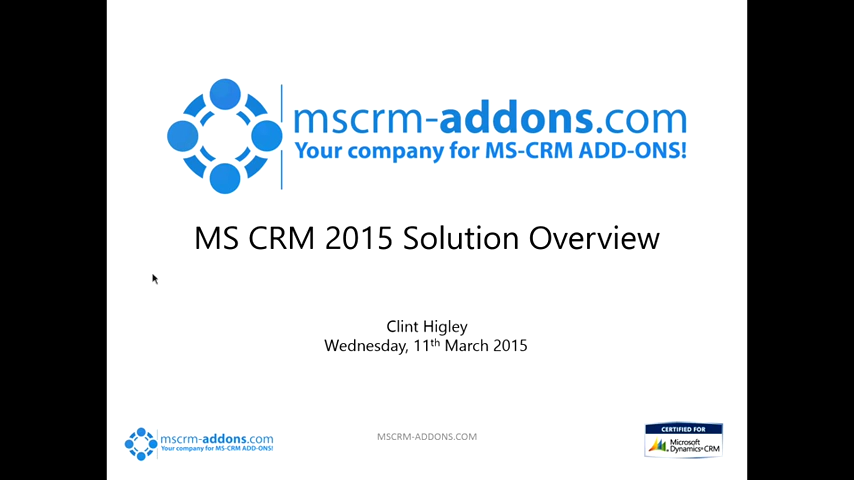 mscrm-addons.com
Your company for MS-CRM ADD-ONS!
MS CRM 2015 Solution Overview
Clint Higley
Wednesday, 11th March 2015
mscrm-addons.com
Your company for MS-CRM ADD-ONS!
MSCRM-ADDONS.COM
CERTIFIED FOR
Microsoft
Dynamics CRM